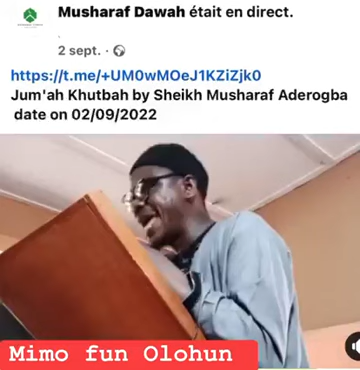 Musharaf Dawah était en direct.
2 sept. ·
https://t.me/+UM0wMOeJ1KZiZjk0
Jum'ah Khutbah by Sheikh Musharaf Aderogba
date on 02/09/2022
Mimo fun Olohun